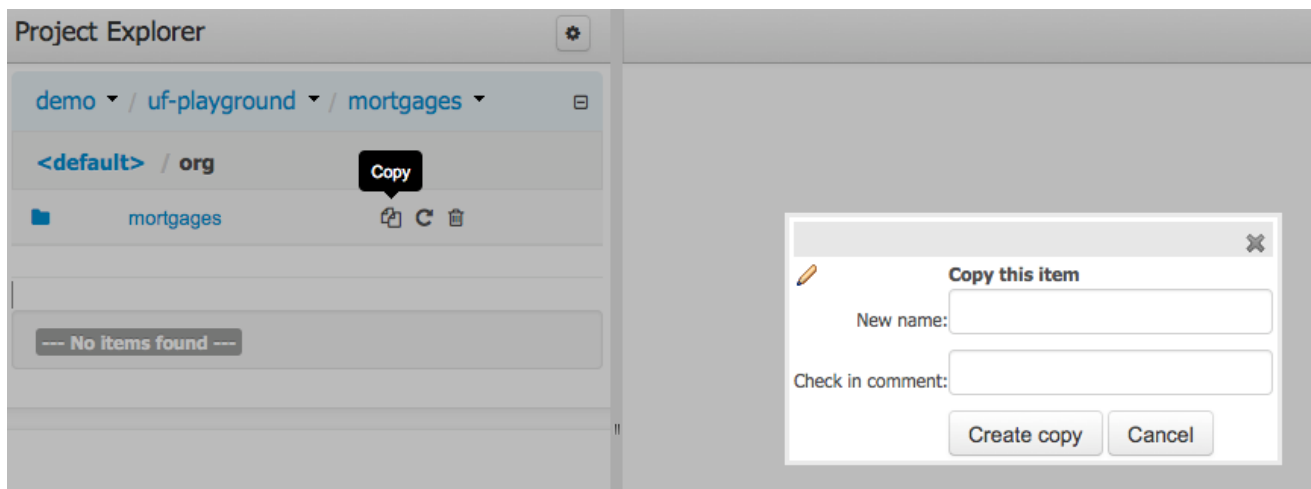 Project Explorer
demo / uf-playground / mortgages
<default> / org
Copy
mortgages
--- No items found ---
Copy this item
New name:
Check in comment:
Create copy Cancel